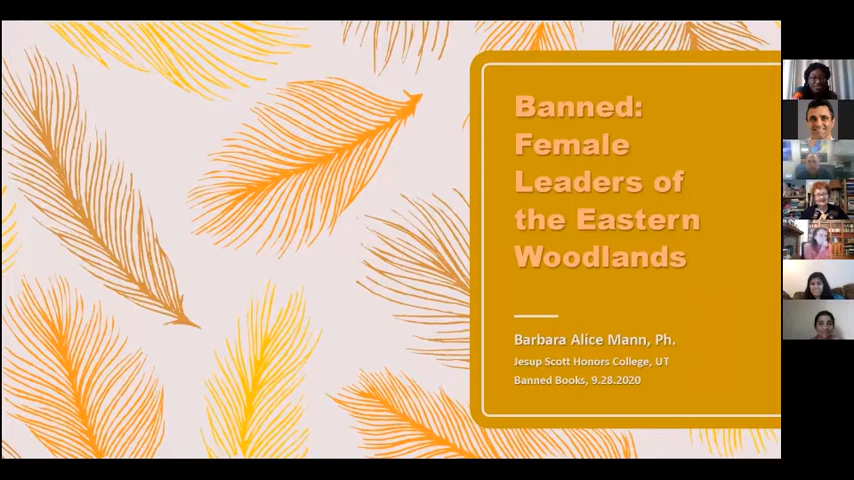 Banned:
Female
Leaders of
the Eastern
Woodlands
Barbara Alice Mann, Ph.
Jesup Scott Honors College, UT
Banned Books, 9.28.2020